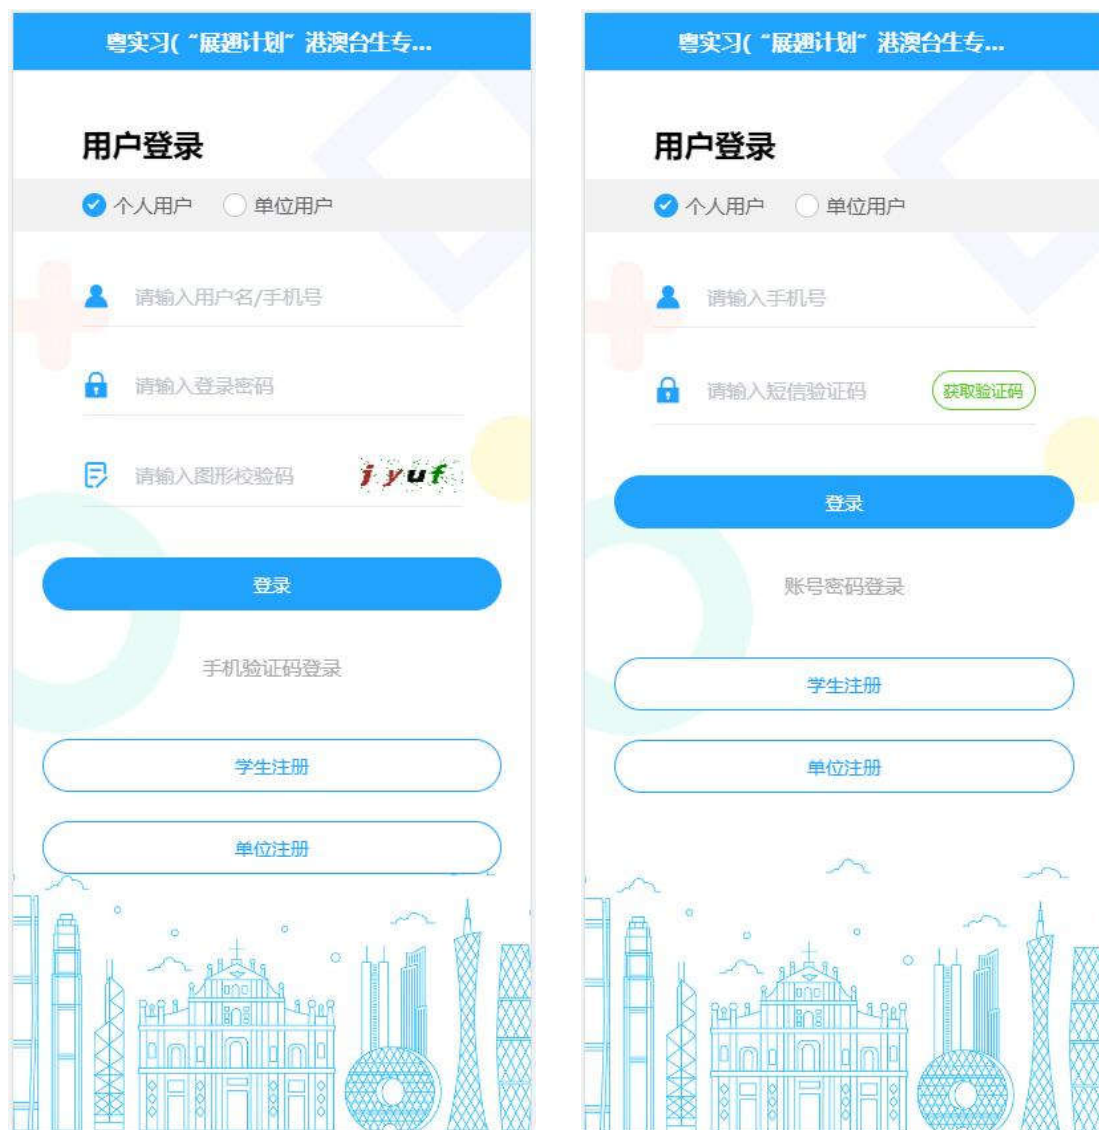 粤实习(“展翅计划”港澳台生专...
用户登录
个人用户 单位用户
请输入用户名/手机号
请输入登录密码
请输入图形校验码 iyuf
登录
手机验证码登录
学生注册
单位注册
粤实习(“展翅计划”港澳台生专...
用户登录
个人用户 单位用户
请输入手机号
请输入短信验证码 获取验证码
登录
账号密码登录
学生注册
单位注册